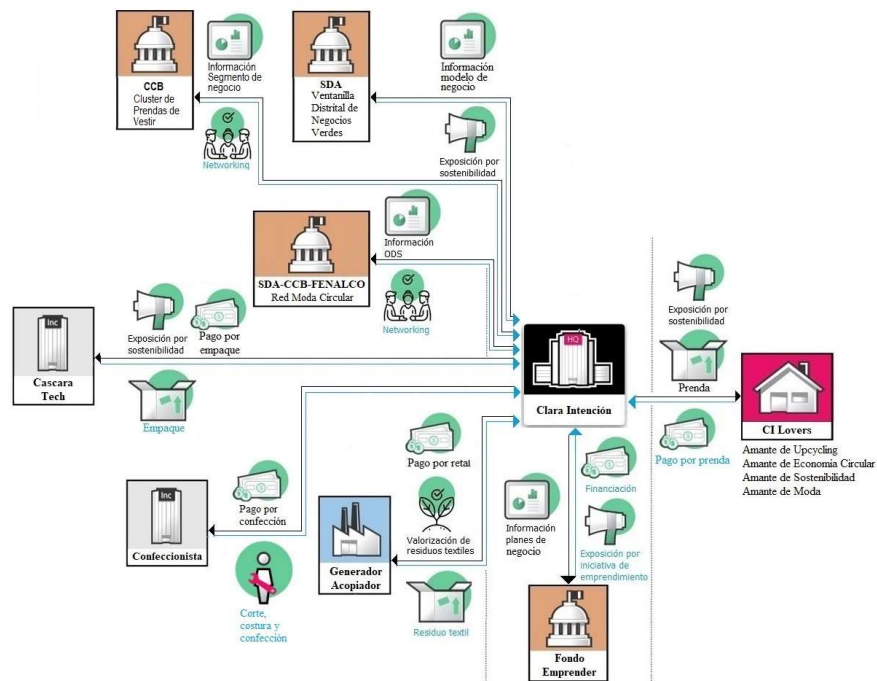 CCB
Cluster de
Prendas de
Vestir
Información
Segmento de
negocio
Networking
SDA
Ventanilla
Distrital de
Negocios
Verdes
Información
modelo de
negocio
Exposición por
sostenibilidad
SDA-CCB-FENALCO
Red Moda Circular
Información
ODS
Networking
Inc
Cascara
Tech
Exposición por
sostenibilidad
Pago por
empaque
Empaque
HQ
Clara Intención
Exposición por
sostenibilidad
Prenda
Pago por prenda
CI Lovers
Amante de Upcycling
Amante de Economia Circular
Amante de Sostenibilidad
Amante de Moda
Inc
Confeccionista
Pago por
confección
Corte,
costura y
confección
Generador
Acopiador
Pago por retal
Valorización de
residuos textiles
Residuo textil
Información
planes de
negocio
Financiación
Exposición por
iniciativa de
emprendimiento
Fondo
Emprender